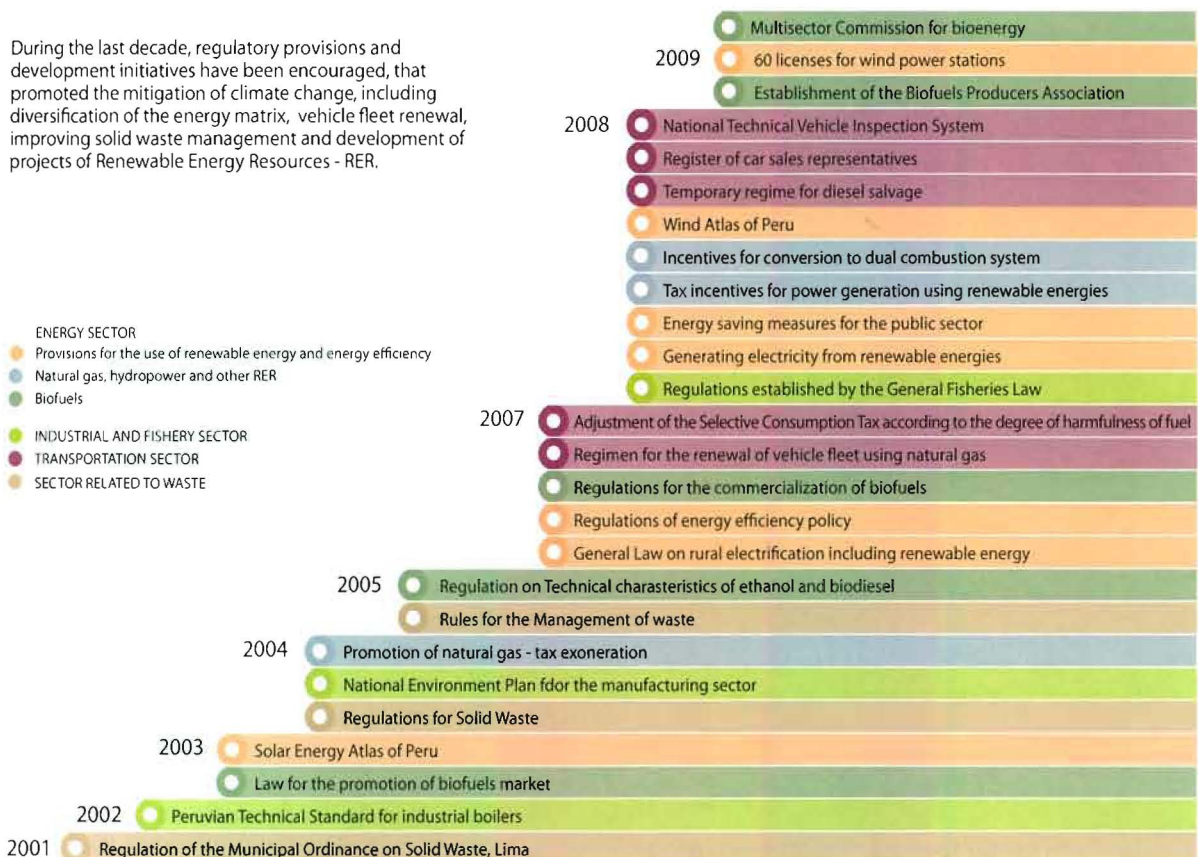 During the last decade, regulatory provisions and
development initiatives have been encouraged, that
promoted the mitigation of climate change, including
diversification of the energy matrix, vehicle fleet renewal,
improving solid waste management and development of
projects of Renewable Energy Resources - RER.
ENERGY SECTOR
Provisions for the use of renewable energy and energy efficiency
Natural gas, hydropower and other RER
Biofuels
INDUSTRIAL AND FISHERY SECTOR
TRANSPORTATION SECTOR
SECTOR RELATED TO WASTE
Multisector Commission for bioenergy
2009 60 licenses for wind power stations
Establishment of the Biofuels Producers Association
2008 National Technical Vehicle Inspection System
Register of car sales representatives
Temporary regime for diesel salvage
Wind Atlas of Peru
Incentives for conversion to dual combustion system
Tax incentives for power generation using renewable energies
Energy saving measures for the public sector
Generating electricity from renewable energies
Regulations established by the General Fisheries Law
2007 Adjustment of the Selective Consumption Tax according to the degree of harmfulness of fuel
Regimen for the renewal of vehicle fleet using natural gas
Regulations for the commercialization of biofuels
Regulations of energy efficiency policy
General Law on rural electrification including renewable energy
2005 Regulation on Technical charasteristics of ethanol and biodiesel
Rules for the Management of waste
2004 Promotion of natural gas - tax exoneration
National Environment Plan fdor the manufacturing sector
Regulations for Solid Waste
2003 Solar Energy Atlas of Peru
Law for the promotion of biofuels market
2002 Peruvian Technical Standard for industrial boilers
2001 Regulation of the Municipal Ordinance on Solid Waste, Lima